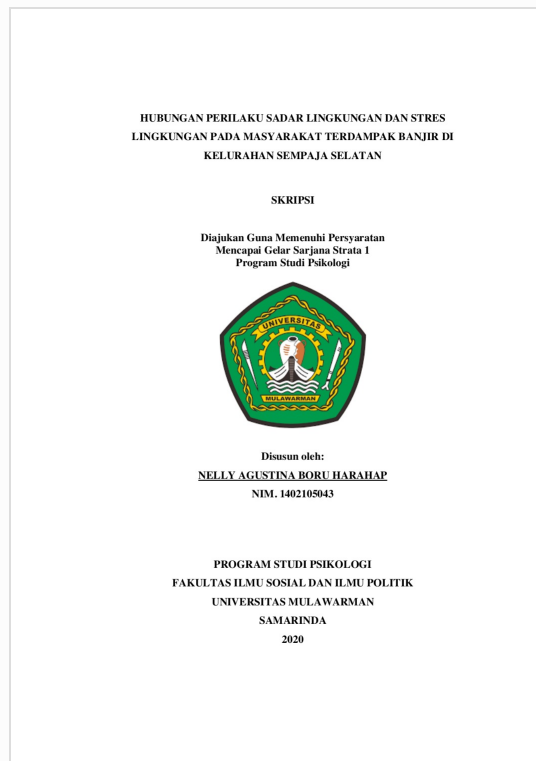 HUBUNGAN PERILAKU SADAR LINGKUNGAN DAN STRES
LINGKUNGAN PADA MASYARAKAT TERDAMPAK BANJIR DI
KELURAHAN SEMPAJA SELATAN
SKRIPSI
Diajukan Guna Memenuhi Persyaratan
Mencapai Gelar Sarjana Strata 1
Program Studi Psikologi
UNIVERSITAS
MULAWARMAN
Disusun oleh:
NELLY AGUSTINA BORU HARAHAP
NIM. 1402105043
PROGRAM STUDI PSIKOLOGI
FAKULTAS ILMU SOSIAL DAN ILMU POLITIK
UNIVERSITAS MULAWARMAN
SAMARINDA
2020